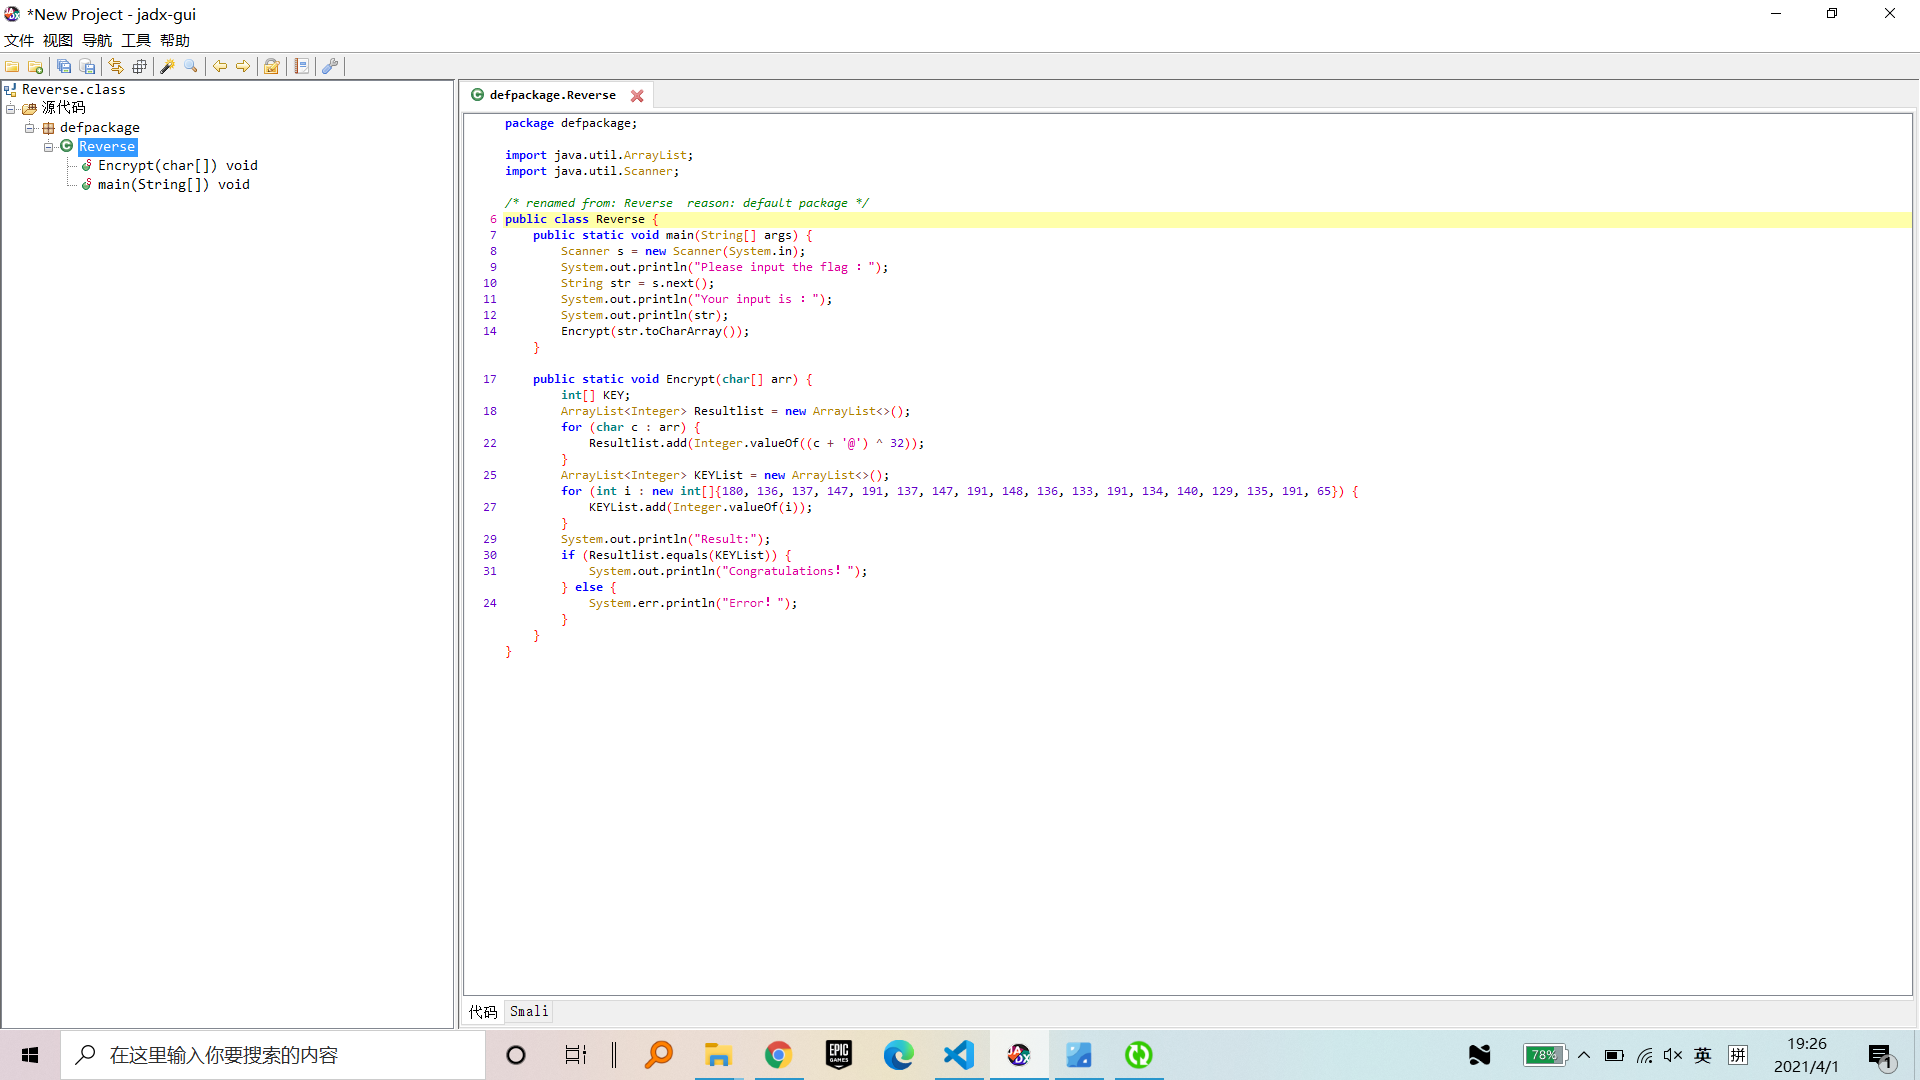 *New Project - jadx-gui
文件 视图 导航 工具 帮助
Reverse.class
源代码
defpackage
Reverse
Encrypt(char[]) void
main(String[]) void
defpackage.Reverse
package defpackage;
import java.util.ArrayList;
import java.util.Scanner;
/* renamed from: Reverse  reason: default package */
6 public class Reverse {
7     public static void main(String[] args) {
8         Scanner s = new Scanner(System.in);
9         System.out.println("Please input the flag ：");
10         String str = s.next();
11         System.out.println("Your input is ：");
12         System.out.println(str);
14         Encrypt(str.toCharArray());
    }
17     public static void Encrypt(char[] arr) {
        int[] KEY;
18         ArrayList<Integer> Resultlist = new ArrayList<>();
        for (char c : arr) {
22             Resultlist.add(Integer.valueOf((c + '@') ^ 32));
        }
25         ArrayList<Integer> KEYList = new ArrayList<>();
        for (int i : new int[]{180, 136, 137, 147, 191, 137, 147, 191, 148, 136, 133, 191, 134, 140, 129, 135, 191, 65}) {
27             KEYList.add(Integer.valueOf(i));
        }
29         System.out.println("Result:");
30         if (Resultlist.equals(KEYList)) {
31             System.out.println("Congratulations！");
        } else {
24             System.err.println("Error！");
        }
    }
}
代码 Smali
在这里输入你要搜索的内容
EPIC GAMES
78%
英
拼
19:26
2021/4/1
1